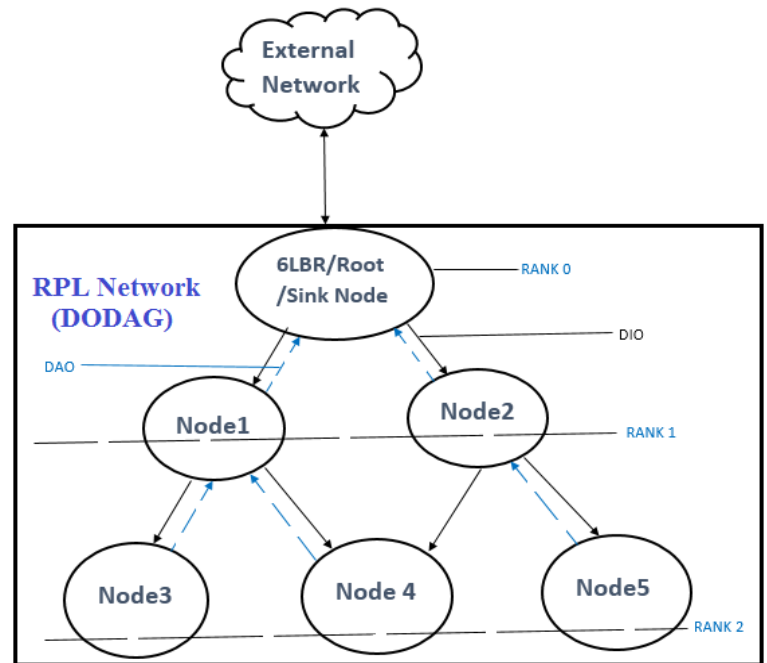 External
Network
6LBR/Root
/Sink Node
RANK 0
RPL Network
(DODAG)
DIO
DAO
Node1
Node2
RANK 1
Node3
Node 4
Node5
RANK 2